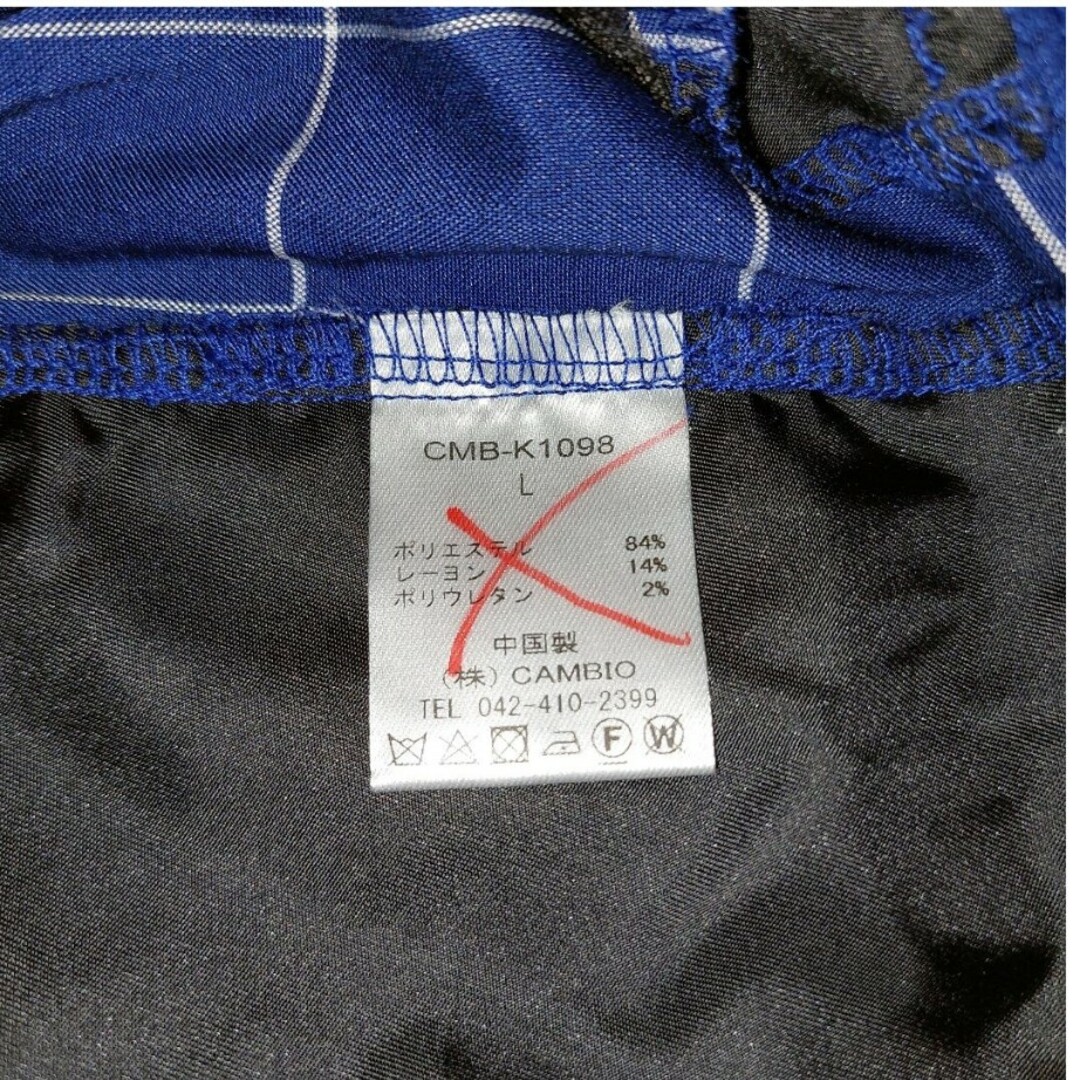 CMB-K1098
L
ポリエステル 84%
レーヨン 14%
ポリウレタン 2%
中国製
(株) CAMBIO
TEL 042-410-2399
F W